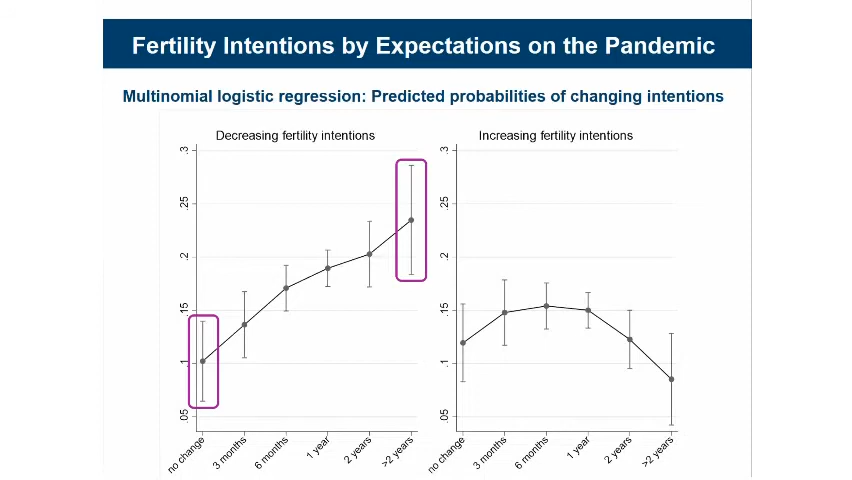 Fertility Intentions by Expectations on the Pandemic
Multinomial logistic regression: Predicted probabilities of changing intentions
Decreasing fertility intentions
.3
.25
.2
.15
.1
.05
no change
3 months
6 months
1 year
2 years
>2 years
Increasing fertility intentions
.3
.25
.2
.15
.1
.05
no change
3 months
6 months
1 year
2 years
>2 years